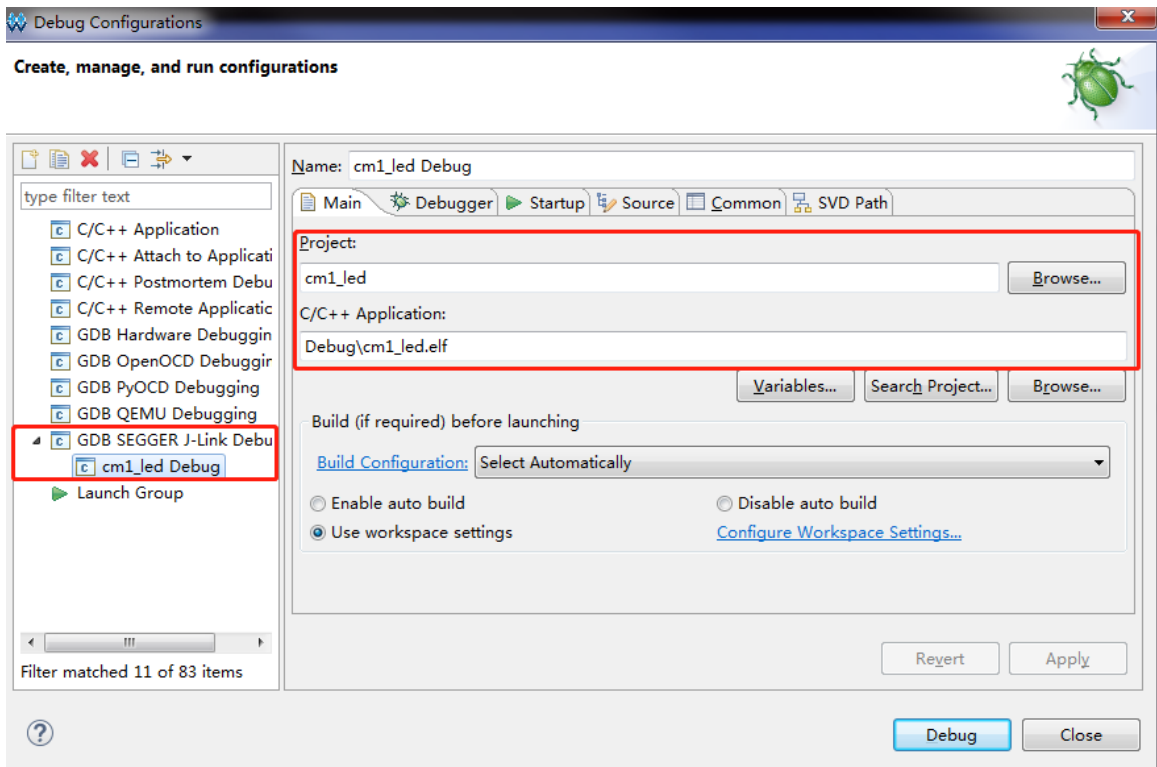 Debug Configurations
Create, manage, and run configurations
type filter text
C/C++ Application
C/C++ Attach to Applicati
C/C++ Postmortem Debu
C/C++ Remote Applicatic
GDB Hardware Debuggin
GDB OpenOCD Debuggir
GDB PyOCD Debugging
GDB QEMU Debugging
GDB SEGGER J-Link Debu
cm1_led Debug
Launch Group
Filter matched 11 of 83 items
Name: cm1_led Debug
Main Debugger Startup Source Common SVD Path
Project:
cm1_led Browse...
C/C++ Application:
Debug\cm1_led.elf
Variables... Search Project... Browse...
Build (if required) before launching
Build Configuration: Select Automatically
Enable auto build Disable auto build
Use workspace settings Configure Workspace Settings...
Revert Apply
? Debug Close